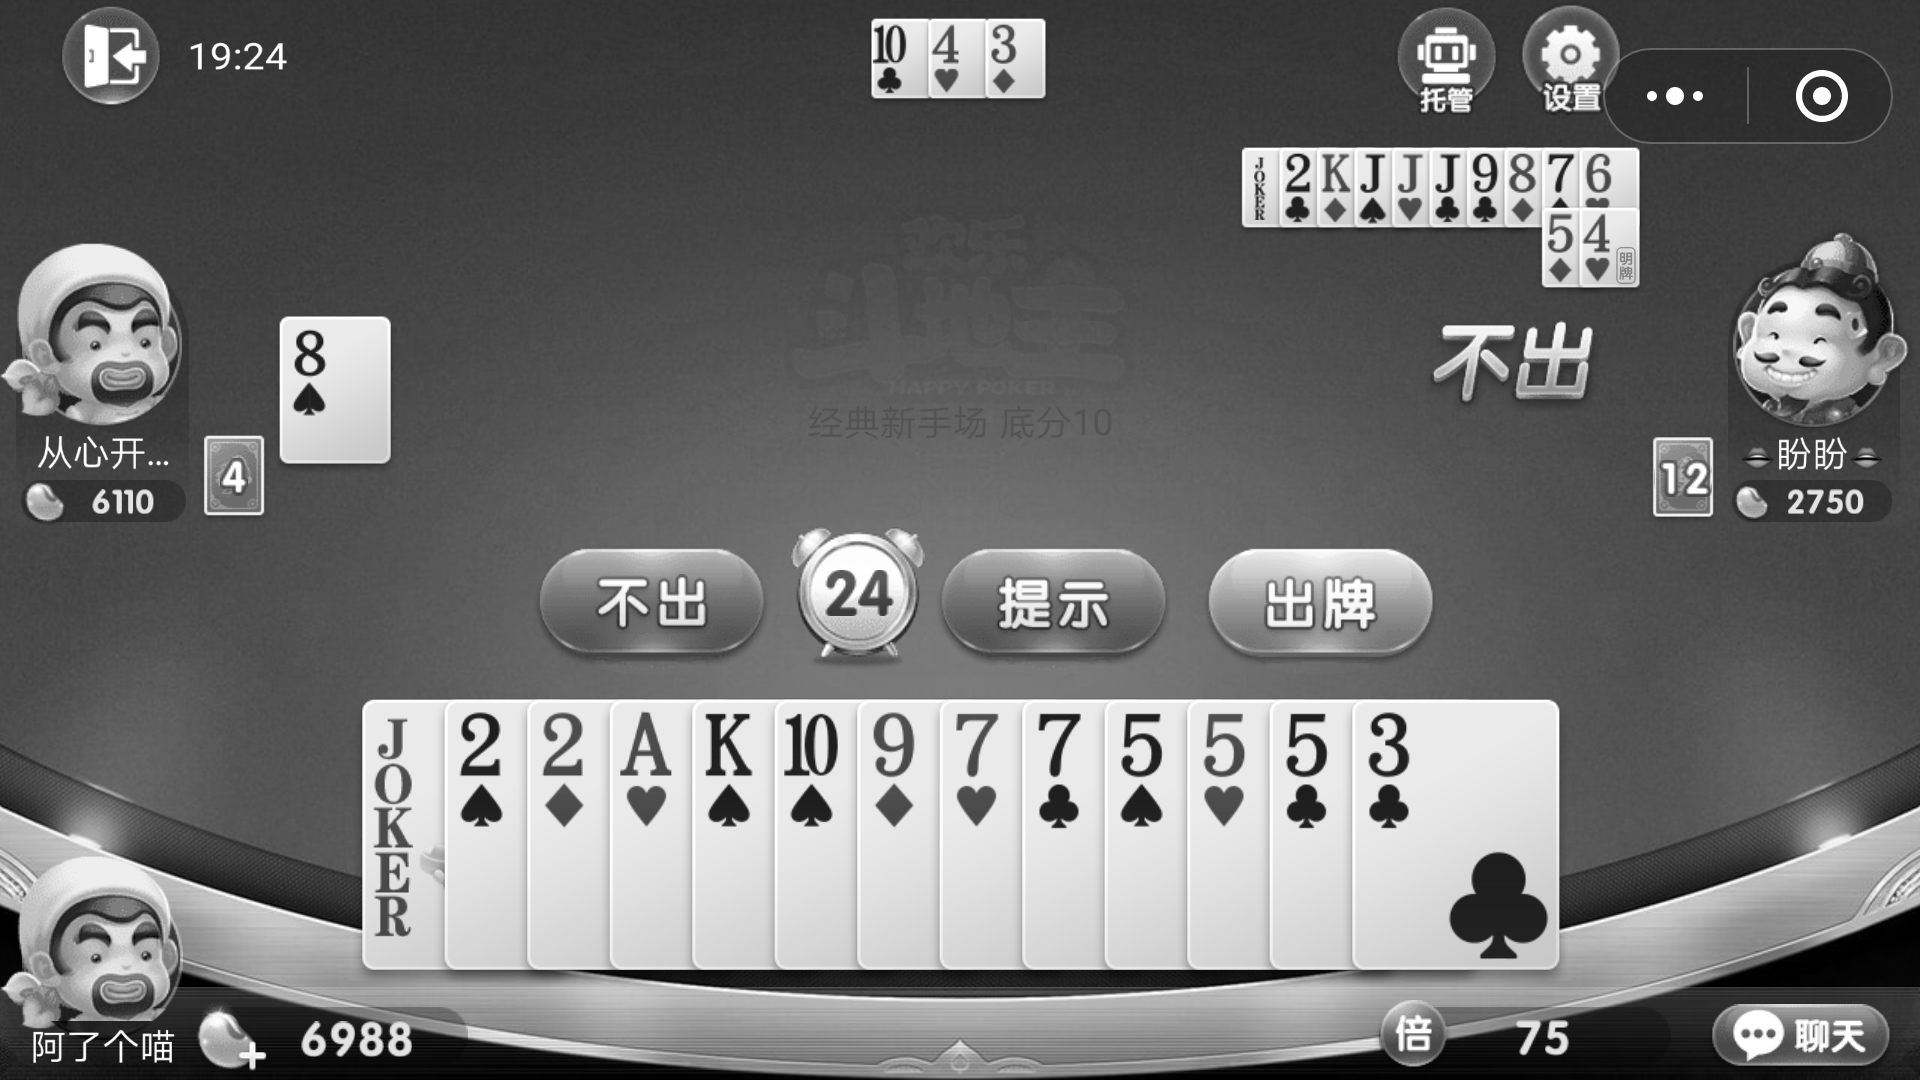 19:24
10 4 3
托管
设置
JOKER 2 K J J J 9 8 7 6
5 4 明牌
欢乐
斗地主
HAPPY POKER
经典新手场 底分10
不出
8
从心开...
6110
4
12
盼盼
2750
不出
24
提示
出牌
JOKER 2 2 A K 10 9 7 7 5 5 5 3
阿了个喵
6988
倍
75
聊天